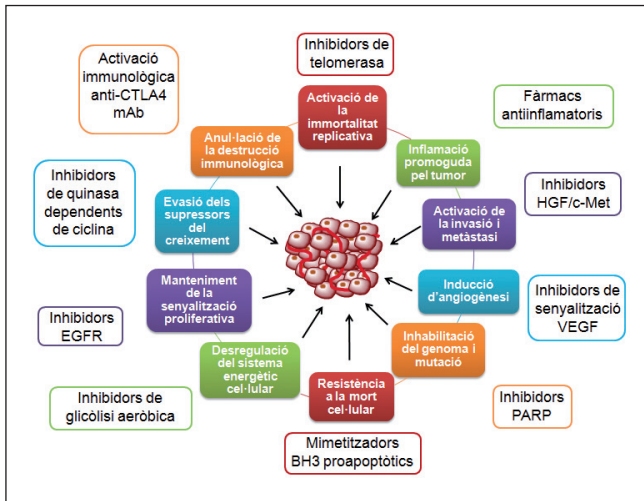 Inhibidors de
telomerasa
Activació
immunològica
anti-CTLA4
mAb
Activació de
la
immortalitat
replicativa
Fàrmacs
antiinflamatoris
Anul·lació de
la destrucció
immunològica
Inflamació
promoguda
pel tumor
Inhibidors
de quinasa
dependents
de ciclina
Evasió dels
supressors
del
creixement
Activació de
la invasió i
metàstasi
Inhibidors
HGF/c-Met
Manteniment
de la
senyalització
proliferativa
Inducció
d'angiogènesi
Inhibidors de
senyalització
VEGF
Inhibidors
EGFR
Desregulació
del sistema
energètic
cel·lular
Inhabilitació
del genoma i
mutació
Inhibidors de
glicòlisi aeròbica
Resistència
a la mort
cel·lular
Inhibidors
PARP
Mimetitzadors
BH3 proapoptòtics